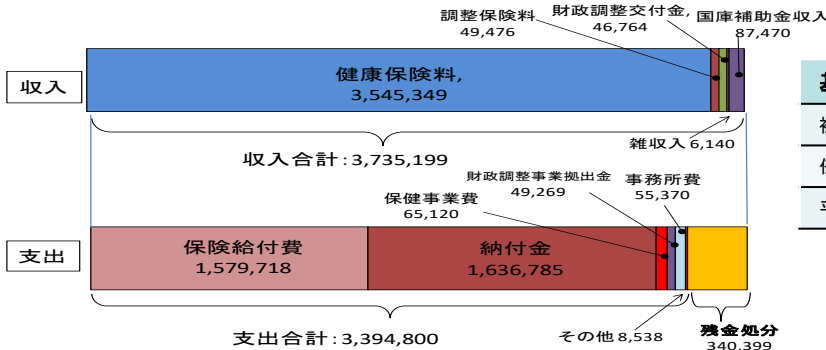 調整保険料
49,476
財政調整交付金,
46,764
国庫補助金収入
87,470
収入
健康保険料,
3,545,349
雑収入 6,140
収入合計:3,735,199
保健事業費
65,120
財政調整事業拠出金
49,269
事務所費
55,370
支出
保険給付費
1,579,718
納付金
1,636,785
支出合計:3,394,800
その他 8,538
残金処分
340,399